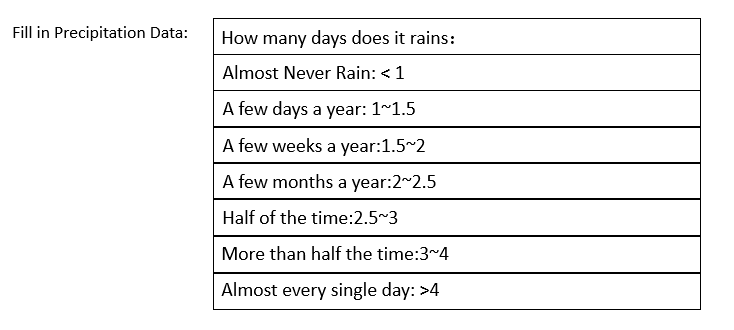 Fill in Precipitation Data:
How many days does it rains：
Almost Never Rain: < 1
A few days a year: 1~1.5
A few weeks a year:1.5~2
A few months a year:2~2.5
Half of the time:2.5~3
More than half the time:3~4
Almost every single day: >4